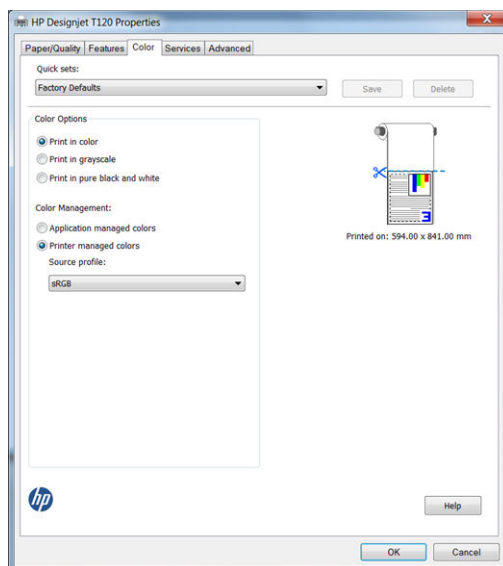 HP Designjet T120 Properties
Paper/Quality Features Color Services Advanced
Quick sets:
Factory Defaults
Save Delete
Color Options
Print in color
Print in grayscale
Print in pure black and white
Color Management:
Application managed colors
Printer managed colors
Source profile:
sRGB
3
Printed on: 594.00 x 841.00 mm
hp
Help
OK Cancel